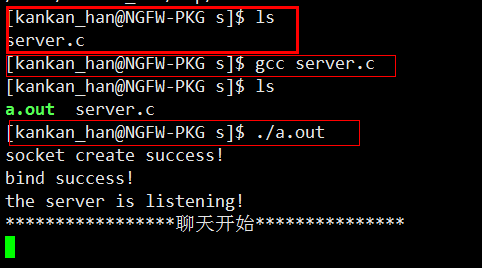 [kankan_han@NGFW-PKG s]$ ls
server.c
[kankan_han@NGFW-PKG s]$ gcc server.c
[kankan_han@NGFW-PKG s]$ ls
a.out  server.c
[kankan_han@NGFW-PKG s]$ ./a.out
socket create success!
bind success!
the server is listening!
*****************聊天开始***************